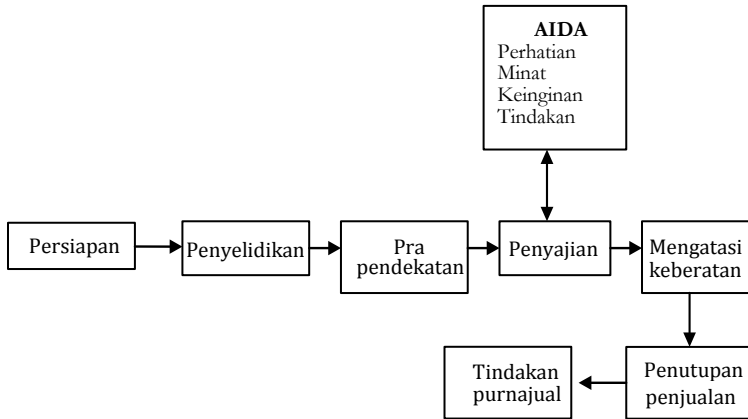 AIDA
Perhatian
Minat
Keinginan
Tindakan
Persiapan
Penyelidikan
Pra
pendekatan
Penyajian
Mengatasi
keberatan
Penutupan
penjualan
Tindakan
purnajual